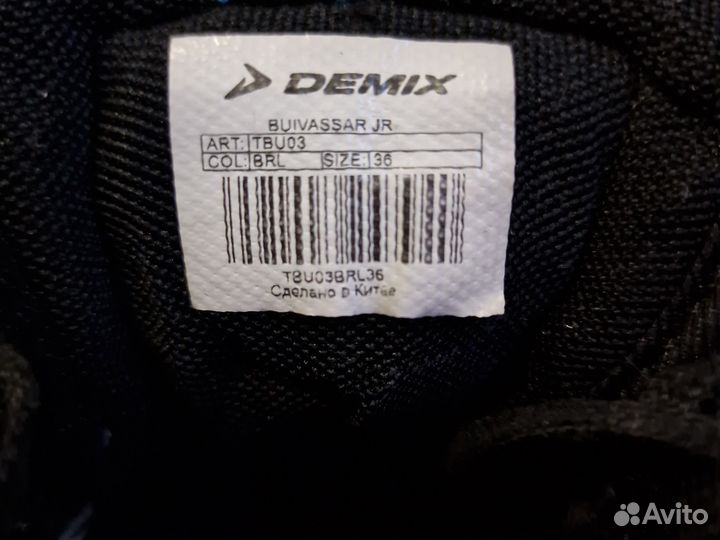 DEMIX
BUIVASSAR JR
ART: TBU03
COL: BRL SIZE: 36
TBU03BRL36
Сделано в Китае
Avito